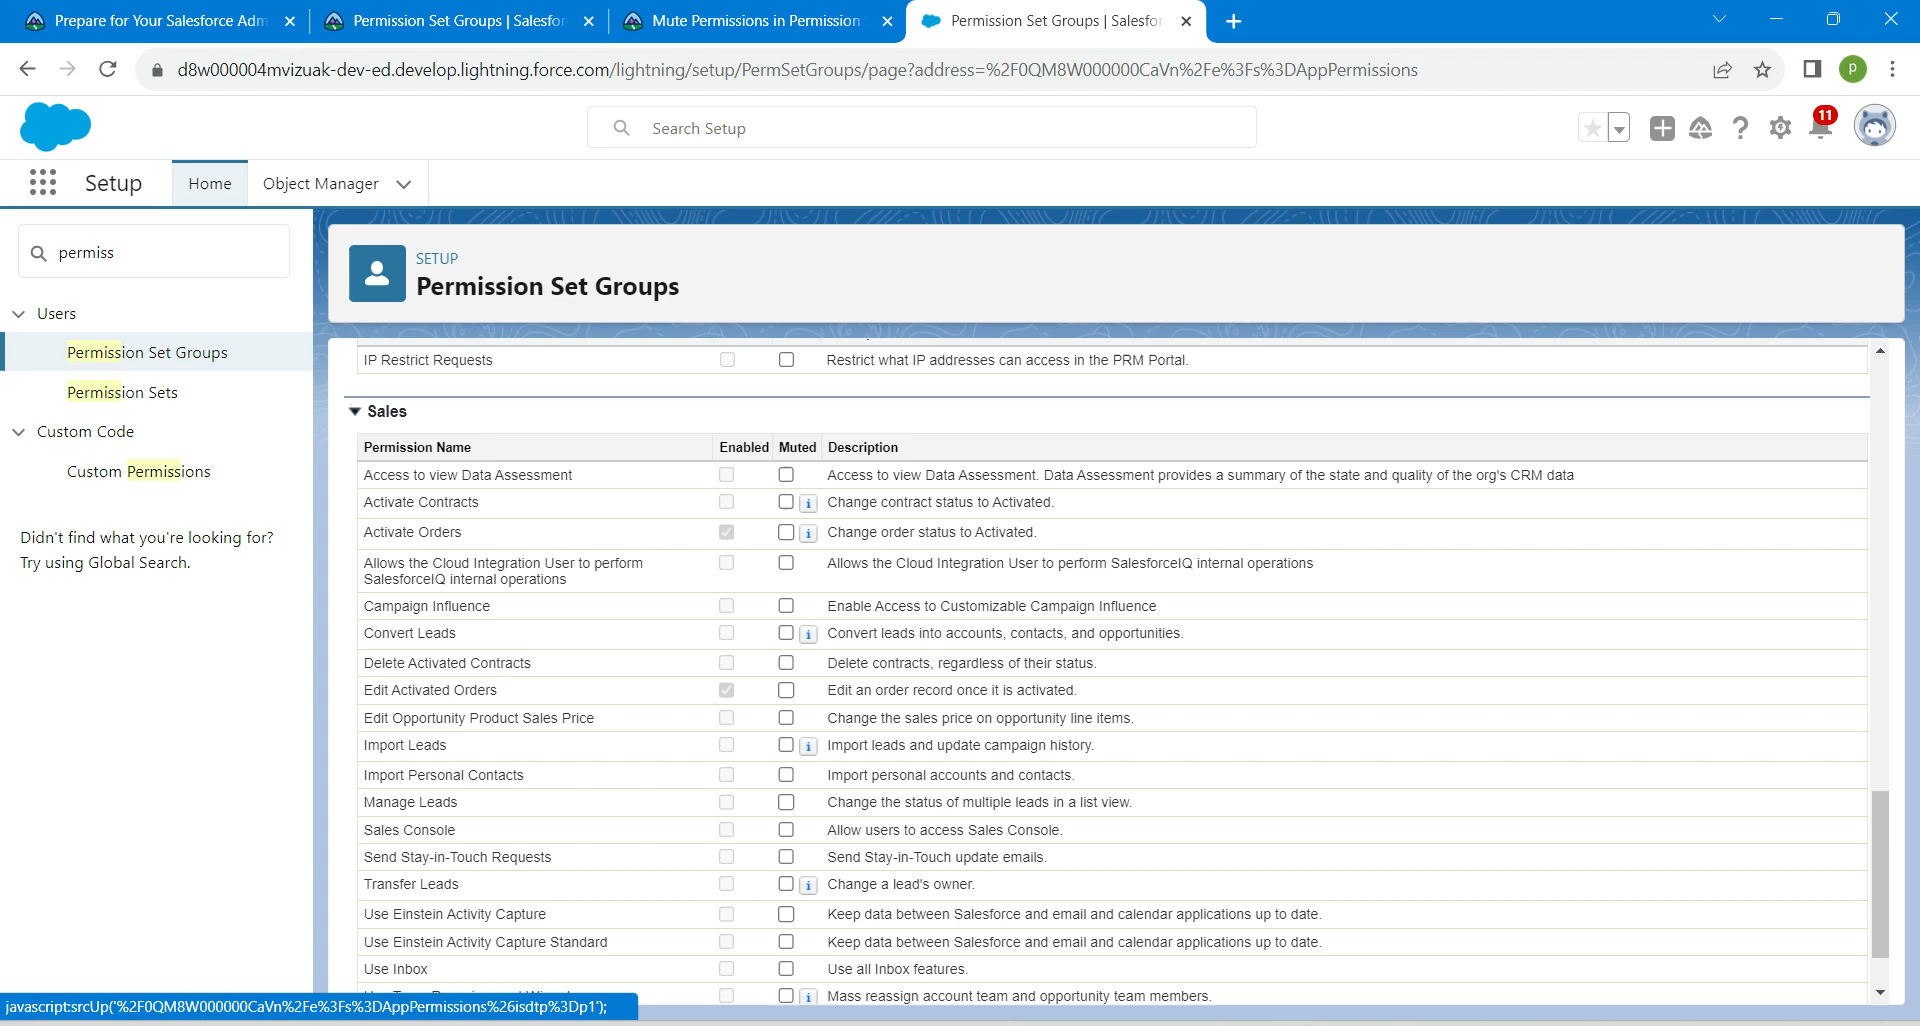 Prepare for Your Salesforce Adm
Permission Set Groups | Salesfor
Mute Permissions in Permission
Permission Set Groups | Salesfor
d8w000004mvizuak-dev-ed.develop.lightning.force.com/lightning/setup/PermSetGroups/page?address=%2F0QM8W000000CaVn%2Fe%3Fs%3DAppPermissions
P
Search Setup
11
Setup
Home
Object Manager
permiss
Users
Permission Set Groups
Permission Sets
Custom Code
Custom Permissions
Didn't find what you're looking for?
Try using Global Search.
SETUP
Permission Set Groups
IP Restrict Requests Restrict what IP addresses can access in the PRM Portal.
Sales
Permission Name Enabled Muted Description
Access to view Data Assessment Access to view Data Assessment. Data Assessment provides a summary of the state and quality of the org's CRM data
Activate Contracts Change contract status to Activated.
Activate Orders Change order status to Activated.
Allows the Cloud Integration User to perform Allows the Cloud Integration User to perform SalesforceIQ internal operations
SalesforceIQ internal operations
Campaign Influence Enable Access to Customizable Campaign Influence
Convert Leads Convert leads into accounts, contacts, and opportunities.
Delete Activated Contracts Delete contracts, regardless of their status.
Edit Activated Orders Edit an order record once it is activated.
Edit Opportunity Product Sales Price Change the sales price on opportunity line items.
Import Leads Import leads and update campaign history.
Import Personal Contacts Import personal accounts and contacts.
Manage Leads Change the status of multiple leads in a list view.
Sales Console Allow users to access Sales Console.
Send Stay-in-Touch Requests Send Stay-in-Touch update emails.
Transfer Leads Change a lead's owner.
Use Einstein Activity Capture Keep data between Salesforce and email and calendar applications up to date.
Use Einstein Activity Capture Standard Keep data between Salesforce and email and calendar applications up to date.
Use Inbox Use all Inbox features.
Mass reassign account team and opportunity team members.
javascript:srcUp('%2F0QM8W000000CaVn%2Fe%3Fs%3DAppPermissions%26isdtp%3Dp1');